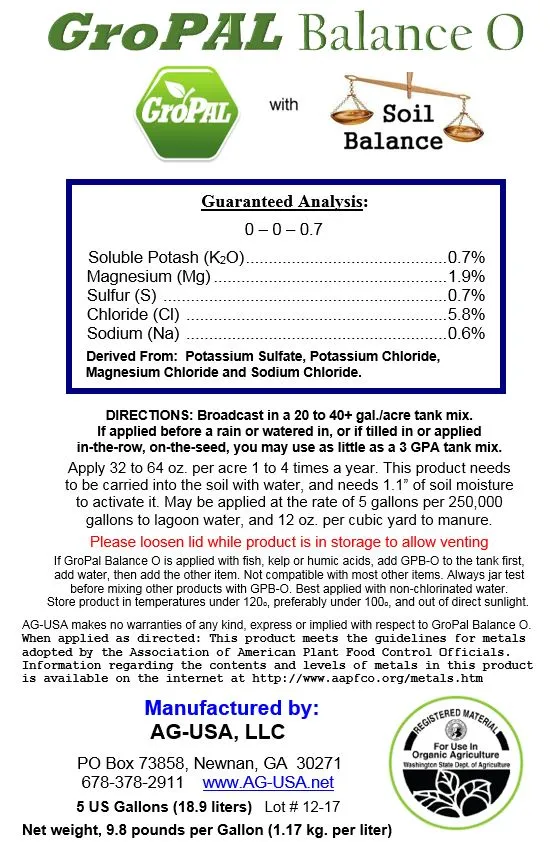 GroPAL Balance O
GroPAL
with
Soil
Balance
Guaranteed Analysis:
0 – 0 – 0.7
Soluble Potash (K₂O)..............................................0.7%
Magnesium (Mg) ....................................................1.9%
Sulfur (S) ................................................................0.7%
Chloride (Cl) ..........................................................5.8%
Sodium (Na) ..........................................................0.6%
Derived From: Potassium Sulfate, Potassium Chloride,
Magnesium Chloride and Sodium Chloride.
DIRECTIONS: Broadcast in a 20 to 40+ gal./acre tank mix.
If applied before a rain or watered in, or if tilled in or applied
in-the-row, on-the-seed, you may use as little as a 3 GPA tank mix.
Apply 32 to 64 oz. per acre 1 to 4 times a year. This product needs
to be carried into the soil with water, and needs 1.1” of soil moisture
to activate it. May be applied at the rate of 5 gallons per 250,000
gallons to lagoon water, and 12 oz. per cubic yard to manure.
Please loosen lid while product is in storage to allow venting
If GroPal Balance O is applied with fish, kelp or humic acids, add GPB-O to the tank first,
add water, then add the other item. Not compatible with most other items. Always jar test
before mixing other products with GPB-O. Best applied with non-chlorinated water.
Store product in temperatures under 120₀, preferably under 100₀, and out of direct sunlight.
AG-USA makes no warranties of any kind, express or implied with respect to GroPal Balance O.
When applied as directed: This product meets the guidelines for metals
adopted by the Association of American Plant Food Control Officials.
Information regarding the contents and levels of metals in this product
is available on the internet at http://www.aapfco.org/metals.htm
Manufactured by:
AG-USA, LLC
PO Box 73858, Newnan, GA 30271
678-378-2911 www.AG-USA.net
5 US Gallons (18.9 liters) Lot # 12-17
Net weight, 9.8 pounds per Gallon (1.17 kg. per liter)
REGISTERED MATERIAL
For Use In
Organic Agriculture
Washington State Dept. of Agriculture